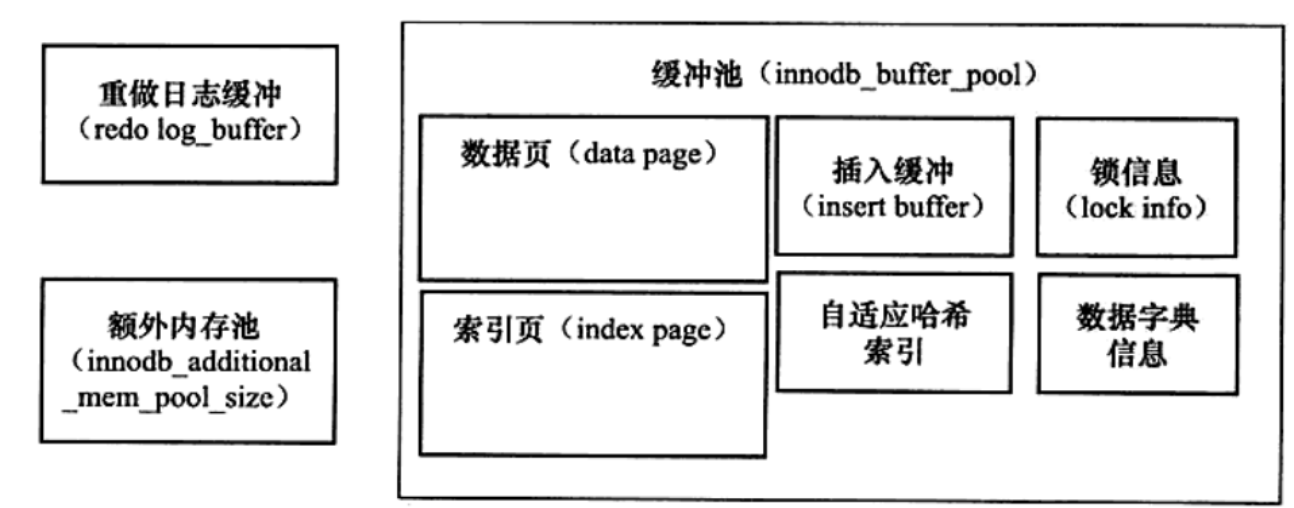 重做日志缓冲
（redo log_buffer）
额外内存池
（innodb_additional
_mem_pool_size）
缓冲池（innodb_buffer_pool）
数据页（data page）
插入缓冲
（insert buffer）
锁信息
（lock info）
索引页（index page）
自适应哈希
索引
数据字典
信息